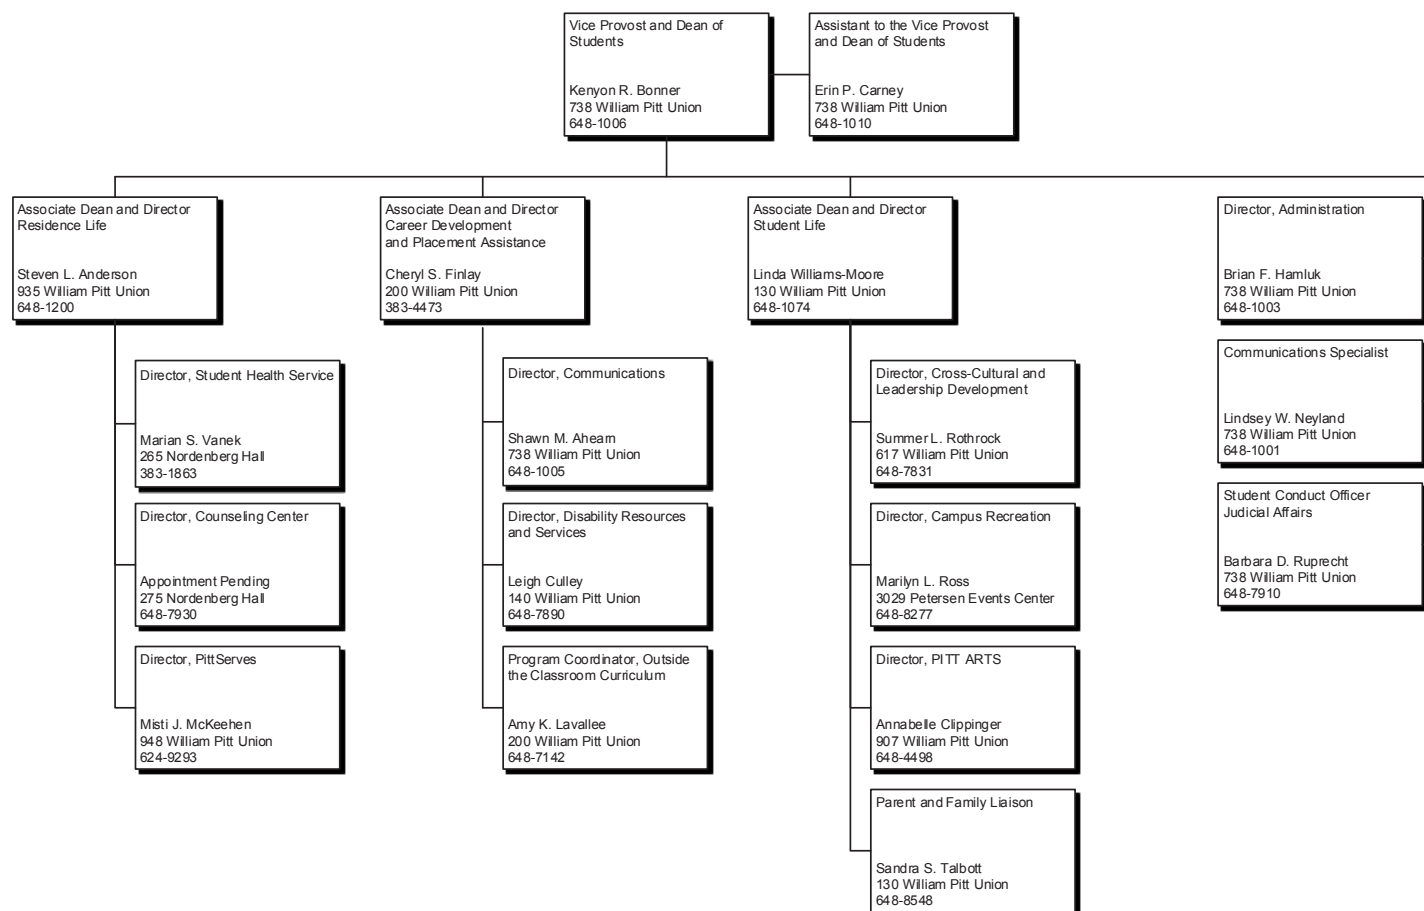 Vice Provost and Dean of
Students
Kenyon R. Bonner
738 William Pitt Union
648-1006
Assistant to the Vice Provost
and Dean of Students
Erin P. Carney
738 William Pitt Union
648-1010
Associate Dean and Director
Residence Life
Steven L. Anderson
935 William Pitt Union
648-1200
Associate Dean and Director
Career Development
and Placement Assistance
Cheryl S. Finlay
200 William Pitt Union
383-4473
Associate Dean and Director
Student Life
Linda Williams-Moore
130 William Pitt Union
648-1074
Director, Administration
Brian F. Hamluk
738 William Pitt Union
648-1003
Director, Student Health Service
Marian S. Vanek
265 Nordenberg Hall
383-1863
Director, Communications
Shawn M. Ahearn
738 William Pitt Union
648-1005
Director, Cross-Cultural and
Leadership Development
Summer L. Rothrock
617 William Pitt Union
648-7831
Communications Specialist
Lindsey W. Neyland
738 William Pitt Union
648-1001
Director, Counseling Center
Appointment Pending
275 Nordenberg Hall
648-7930
Director, Disability Resources
and Services
Leigh Culley
140 William Pitt Union
648-7890
Director, Campus Recreation
Marilyn L. Ross
3029 Petersen Events Center
648-8277
Student Conduct Officer
Judicial Affairs
Barbara D. Ruprecht
738 William Pitt Union
648-7910
Director, PittServes
Misti J. McKeehen
948 William Pitt Union
624-9293
Program Coordinator, Outside
the Classroom Curriculum
Amy K. Lavallee
200 William Pitt Union
648-7142
Director, PITT ARTS
Annabelle Clippinger
907 William Pitt Union
648-4498
Parent and Family Liaison
Sandra S. Talbott
130 William Pitt Union
648-8548